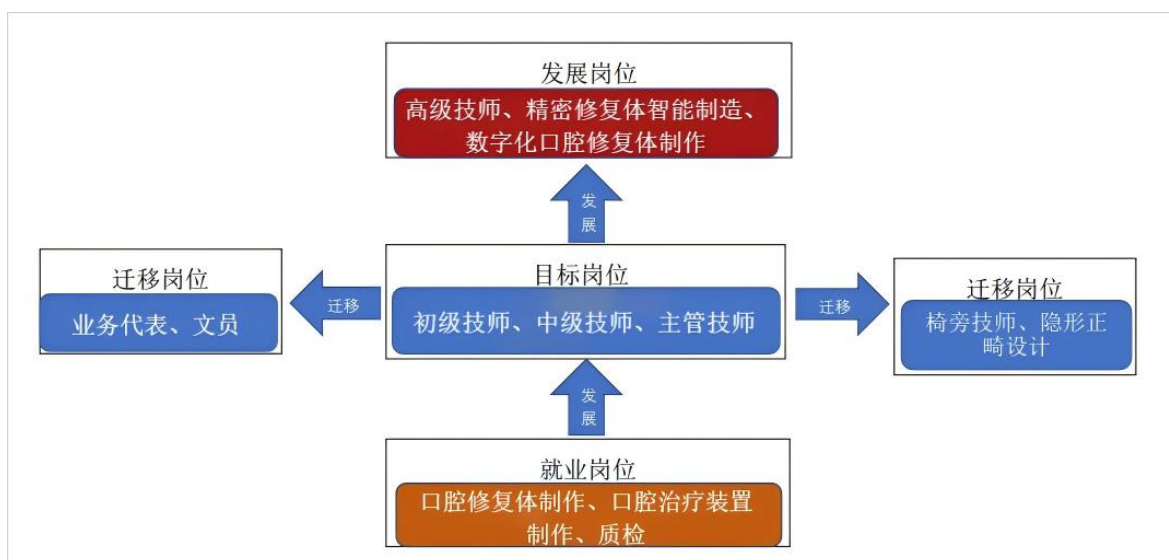 发展岗位
高级技师、精密修复体智能制造、
数字化口腔修复体制作
发
展
迁移岗位
业务代表、文员
迁移
目标岗位
初级技师、中级技师、主管技师
迁移
迁移岗位
椅旁技师、隐形正
畸设计
发
展
就业岗位
口腔修复体制作、口腔治疗装置
制作、质检